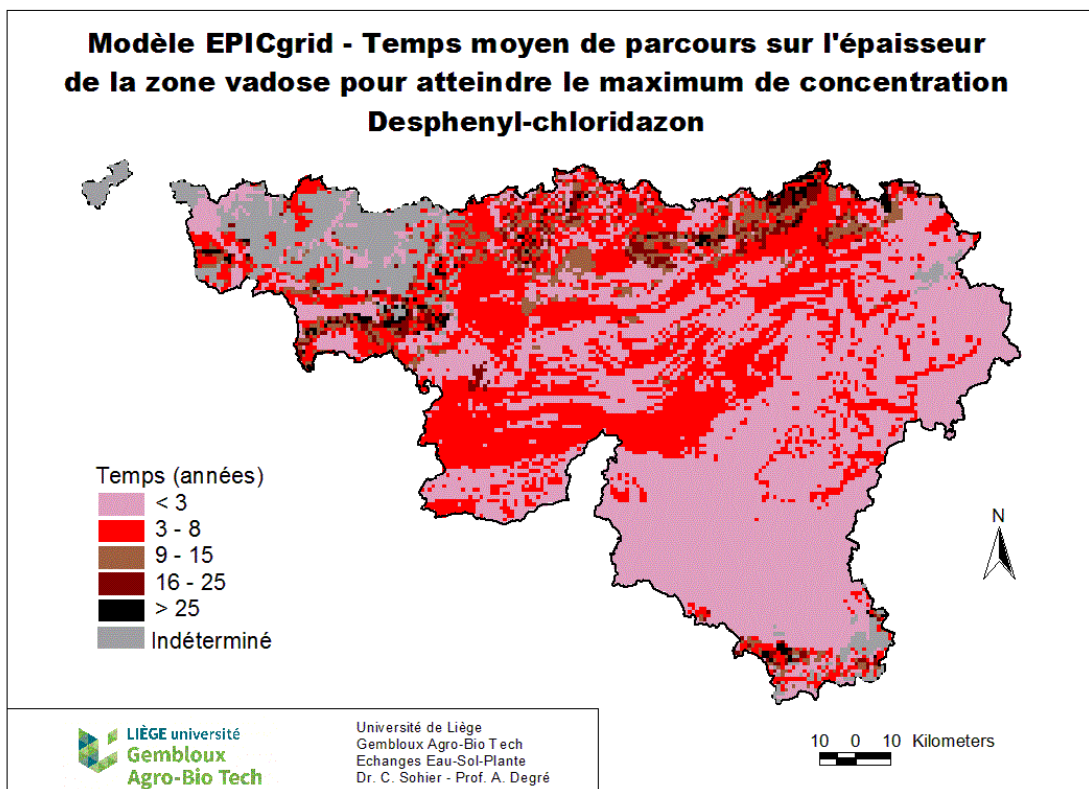 Modèle EPICgrid - Temps moyen de parcours sur l'épaisseur
de la zone vadose pour atteindre le maximum de concentration
Desphenyl-chloridazon
Temps (années)
< 3
3 - 8
9 - 15
16 - 25
> 25
Indéterminé
N
10 0 10 Kilometers
LIÈGE université
Gembloux
Agro-Bio Tech
Université de Liège
Gembloux Agro-Bio Tech
Echanges Eau-Sol-Plante
Dr. C. Sohier - Prof. A. Degré